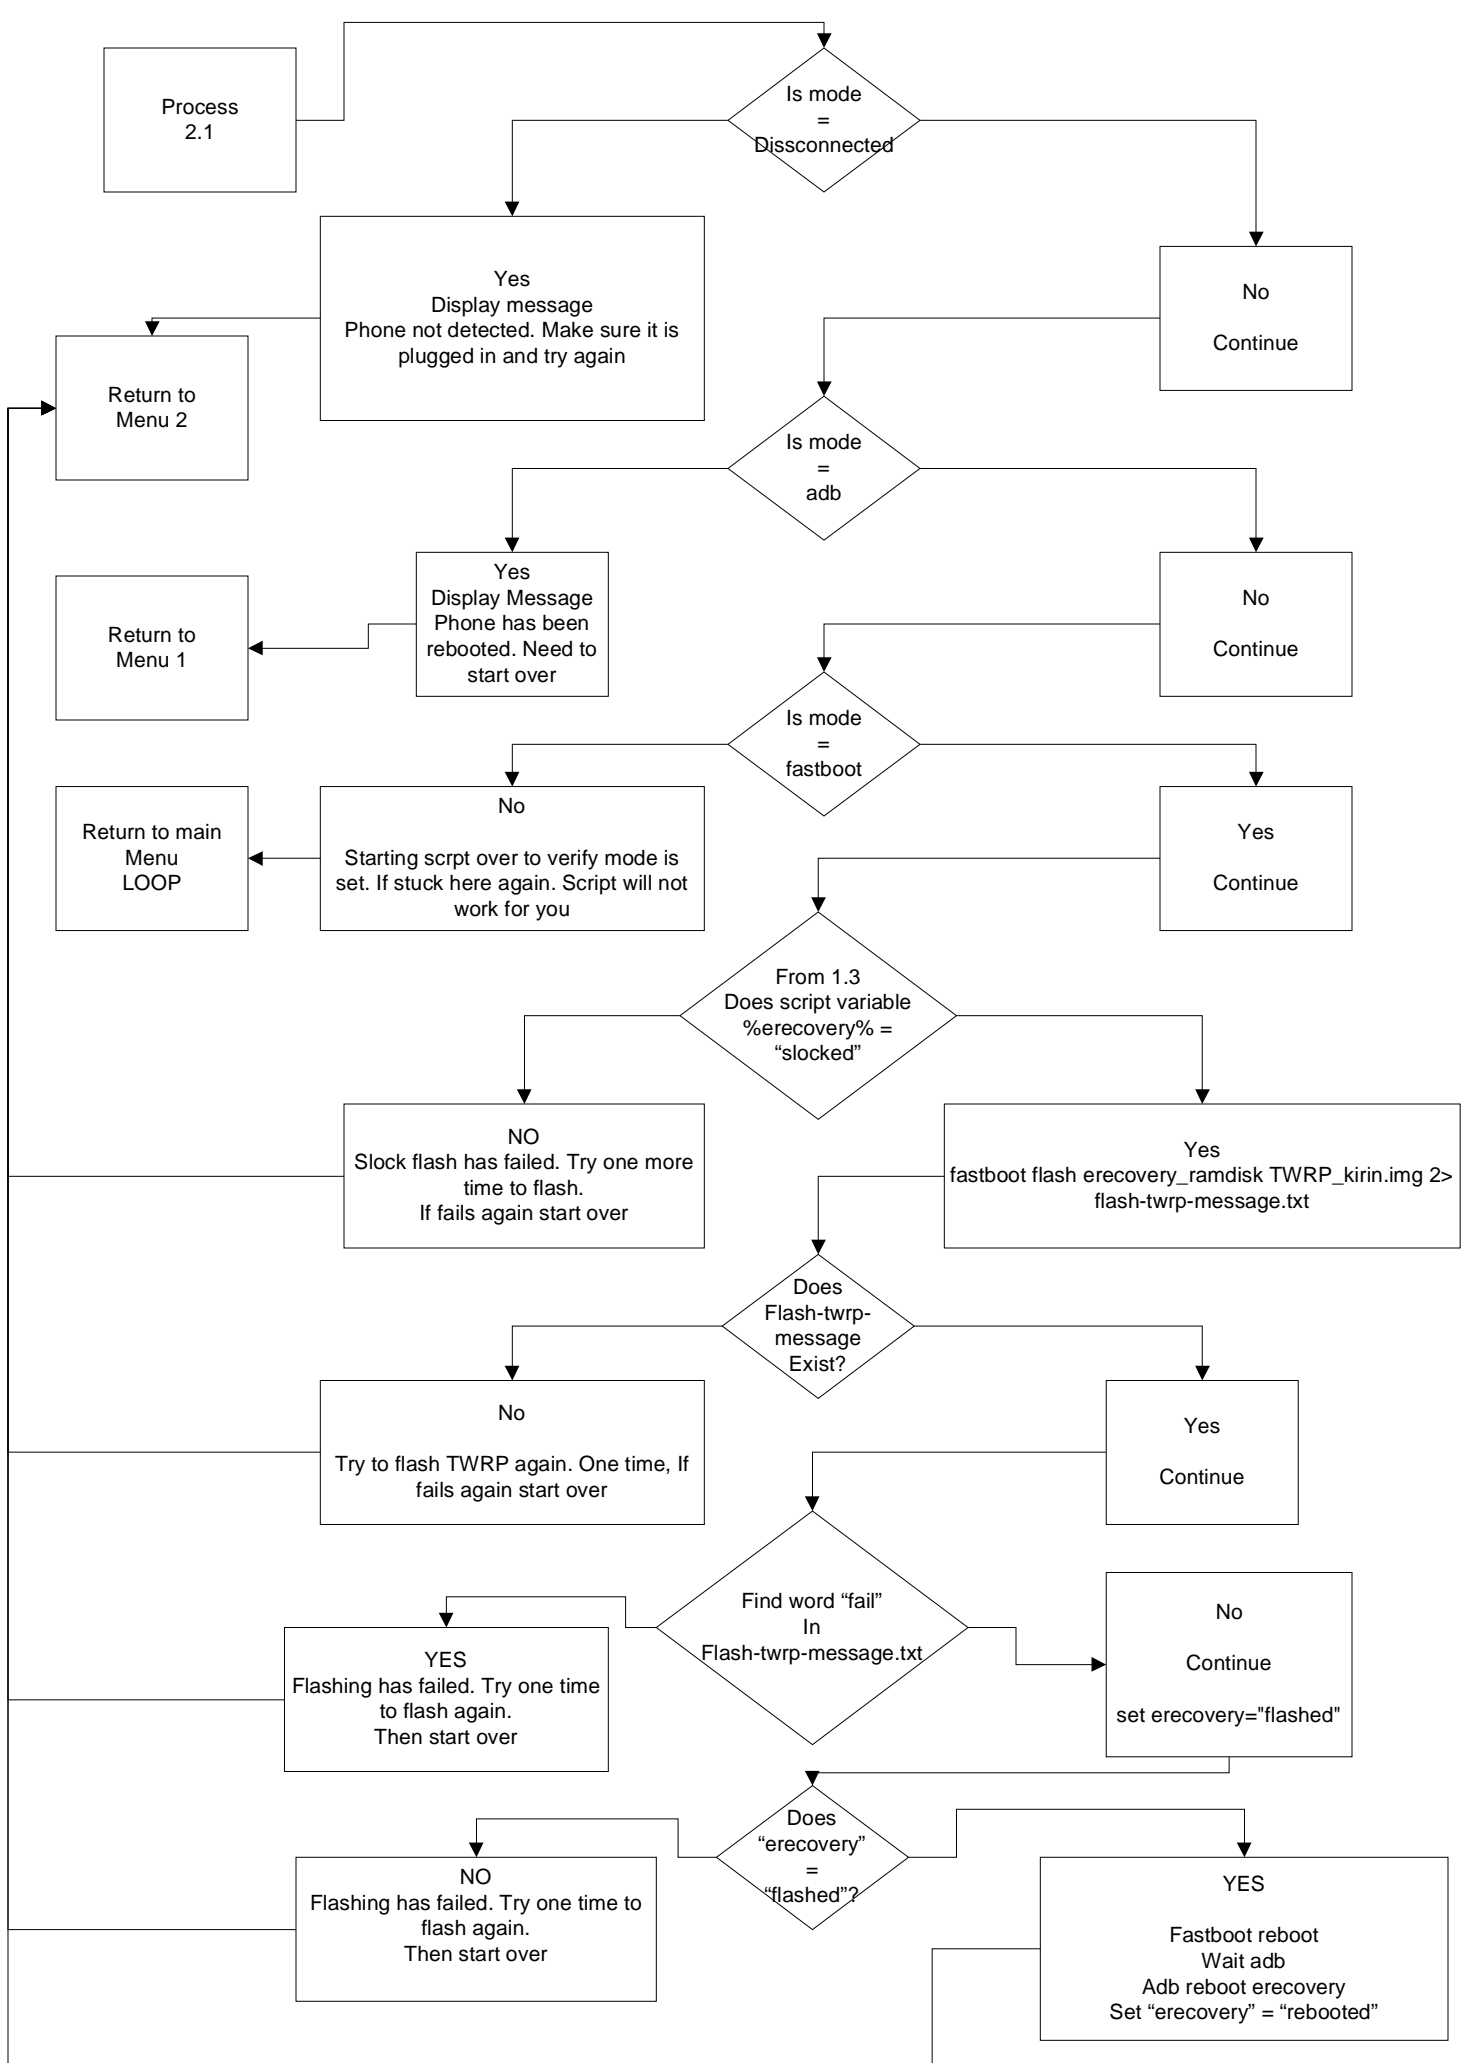 Process
2.1
Is mode
=
Dissconnected
Yes
Display message
Phone not detected. Make sure it is
plugged in and try again
No
Continue
Return to
Menu 2
Is mode
=
adb
Yes
Display Message
Phone has been
rebooted. Need to
start over
No
Continue
Return to
Menu 1
Is mode
=
fastboot
Return to main
Menu
LOOP
No
Starting scrpt over to verify mode is
set. If stuck here again. Script will not
work for you
Yes
Continue
From 1.3
Does script variable
%erecovery% =
“slocked”
NO
Slock flash has failed. Try one more
time to flash.
If fails again start over
Yes
fastboot flash erecovery_ramdisk TWRP_kirin.img 2>
flash-twrp-message.txt
Does
Flash-twrp-
message
Exist?
No
Try to flash TWRP again. One time, If
fails again start over
Yes
Continue
Find word “fail”
In
Flash-twrp-message.txt
YES
Flashing has failed. Try one time
to flash again.
Then start over
No
Continue
set erecovery="flashed"
Does
“erecovery”
=
“flashed”?
NO
Flashing has failed. Try one time to
flash again.
Then start over
YES
Fastboot reboot
Wait adb
Adb reboot erecovery
Set “erecovery” = “rebooted”